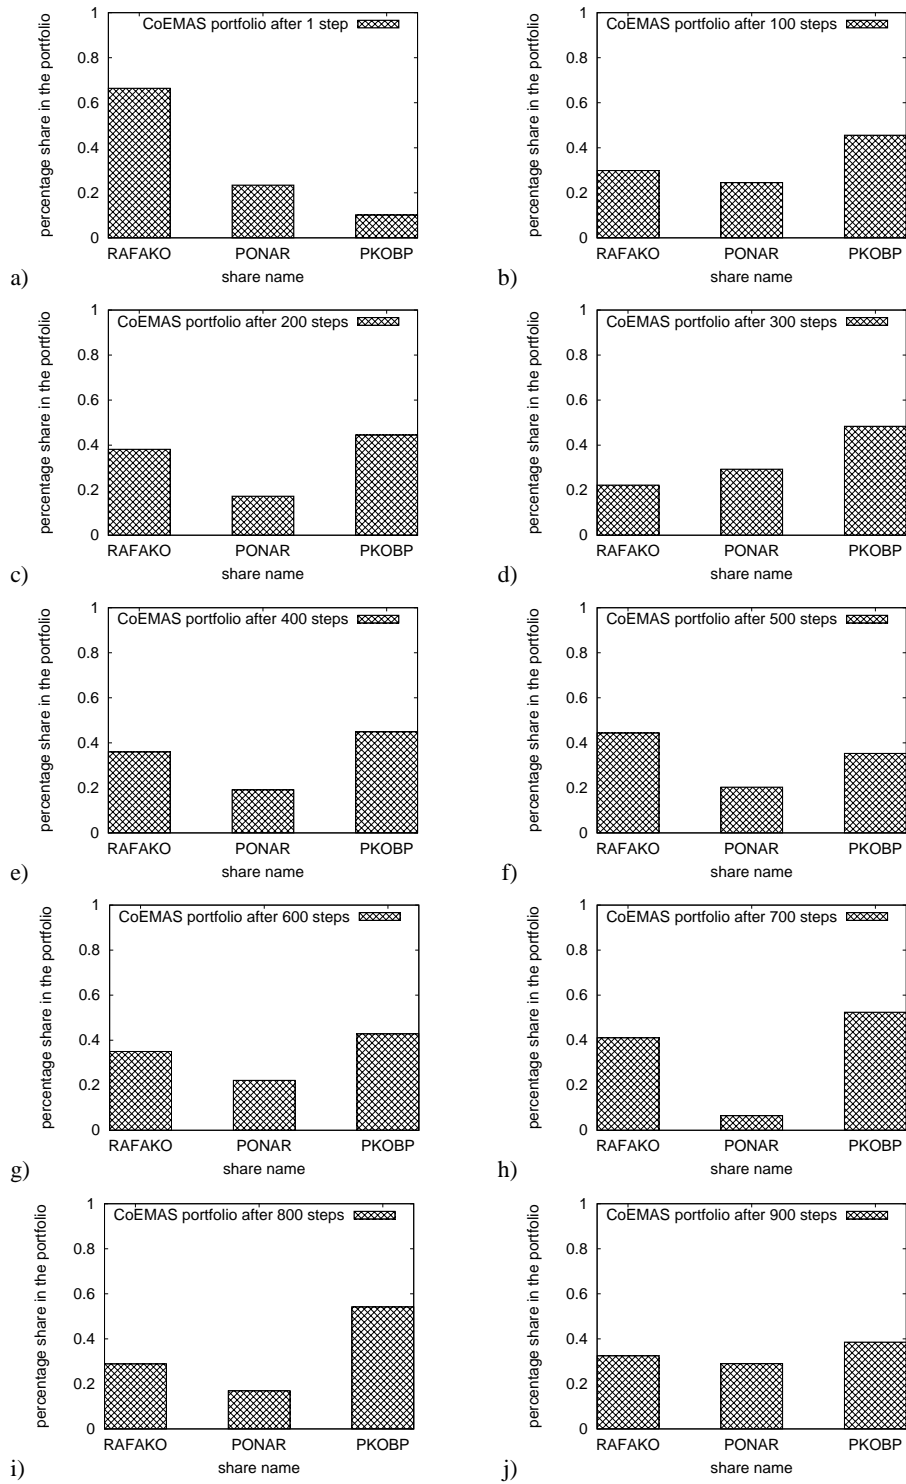 CoEMAS portfolio after 1 step
percentage share in the portfolio
1
0.8
0.6
0.4
0.2
0
RAFAKO PONAR PKOBP
share name
a)
CoEMAS portfolio after 100 steps
percentage share in the portfolio
1
0.8
0.6
0.4
0.2
0
RAFAKO PONAR PKOBP
share name
b)
CoEMAS portfolio after 200 steps
percentage share in the portfolio
1
0.8
0.6
0.4
0.2
0
RAFAKO PONAR PKOBP
share name
c)
CoEMAS portfolio after 300 steps
percentage share in the portfolio
1
0.8
0.6
0.4
0.2
0
RAFAKO PONAR PKOBP
share name
d)
CoEMAS portfolio after 400 steps
percentage share in the portfolio
1
0.8
0.6
0.4
0.2
0
RAFAKO PONAR PKOBP
share name
e)
CoEMAS portfolio after 500 steps
percentage share in the portfolio
1
0.8
0.6
0.4
0.2
0
RAFAKO PONAR PKOBP
share name
f)
CoEMAS portfolio after 600 steps
percentage share in the portfolio
1
0.8
0.6
0.4
0.2
0
RAFAKO PONAR PKOBP
share name
g)
CoEMAS portfolio after 700 steps
percentage share in the portfolio
1
0.8
0.6
0.4
0.2
0
RAFAKO PONAR PKOBP
share name
h)
CoEMAS portfolio after 800 steps
percentage share in the portfolio
1
0.8
0.6
0.4
0.2
0
RAFAKO PONAR PKOBP
share name
i)
CoEMAS portfolio after 900 steps
percentage share in the portfolio
1
0.8
0.6
0.4
0.2
0
RAFAKO PONAR PKOBP
share name
j)